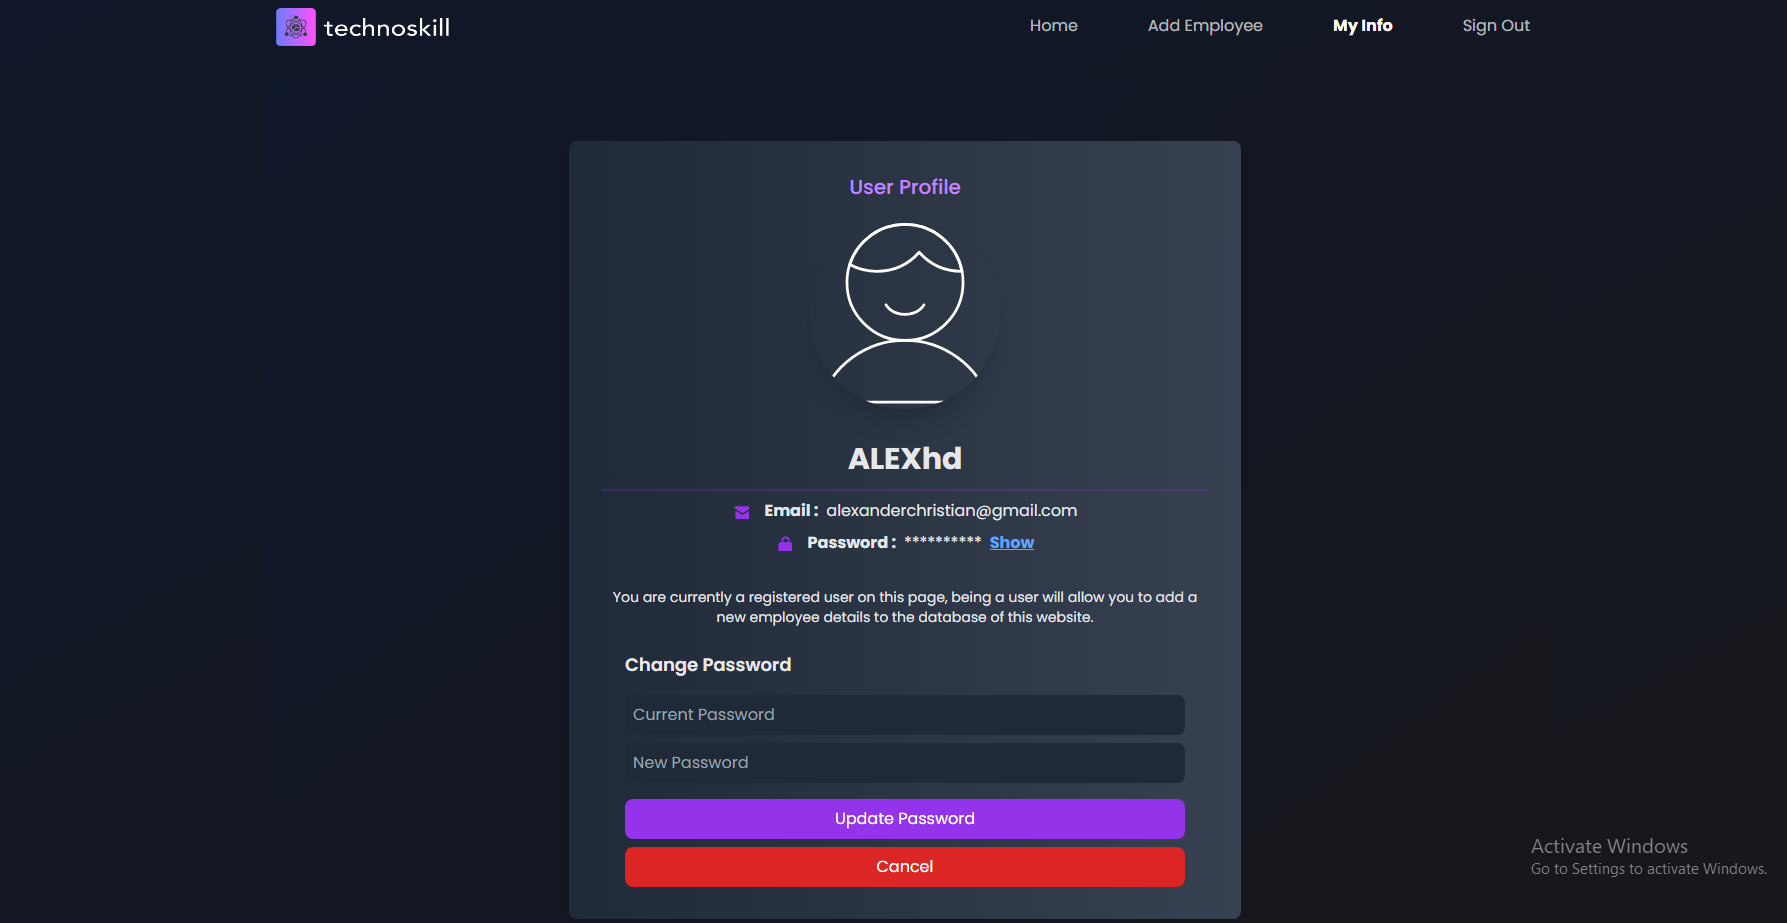 technoskill
Home
Add Employee
My Info
Sign Out
User Profile
ALEXhd
Email : alexanderchristian@gmail.com
Password : ********** Show
You are currently a registered user on this page, being a user will allow you to add a
new employee details to the database of this website.
Change Password
Current Password
New Password
Update Password
Cancel
Activate Windows
Go to Settings to activate Windows.